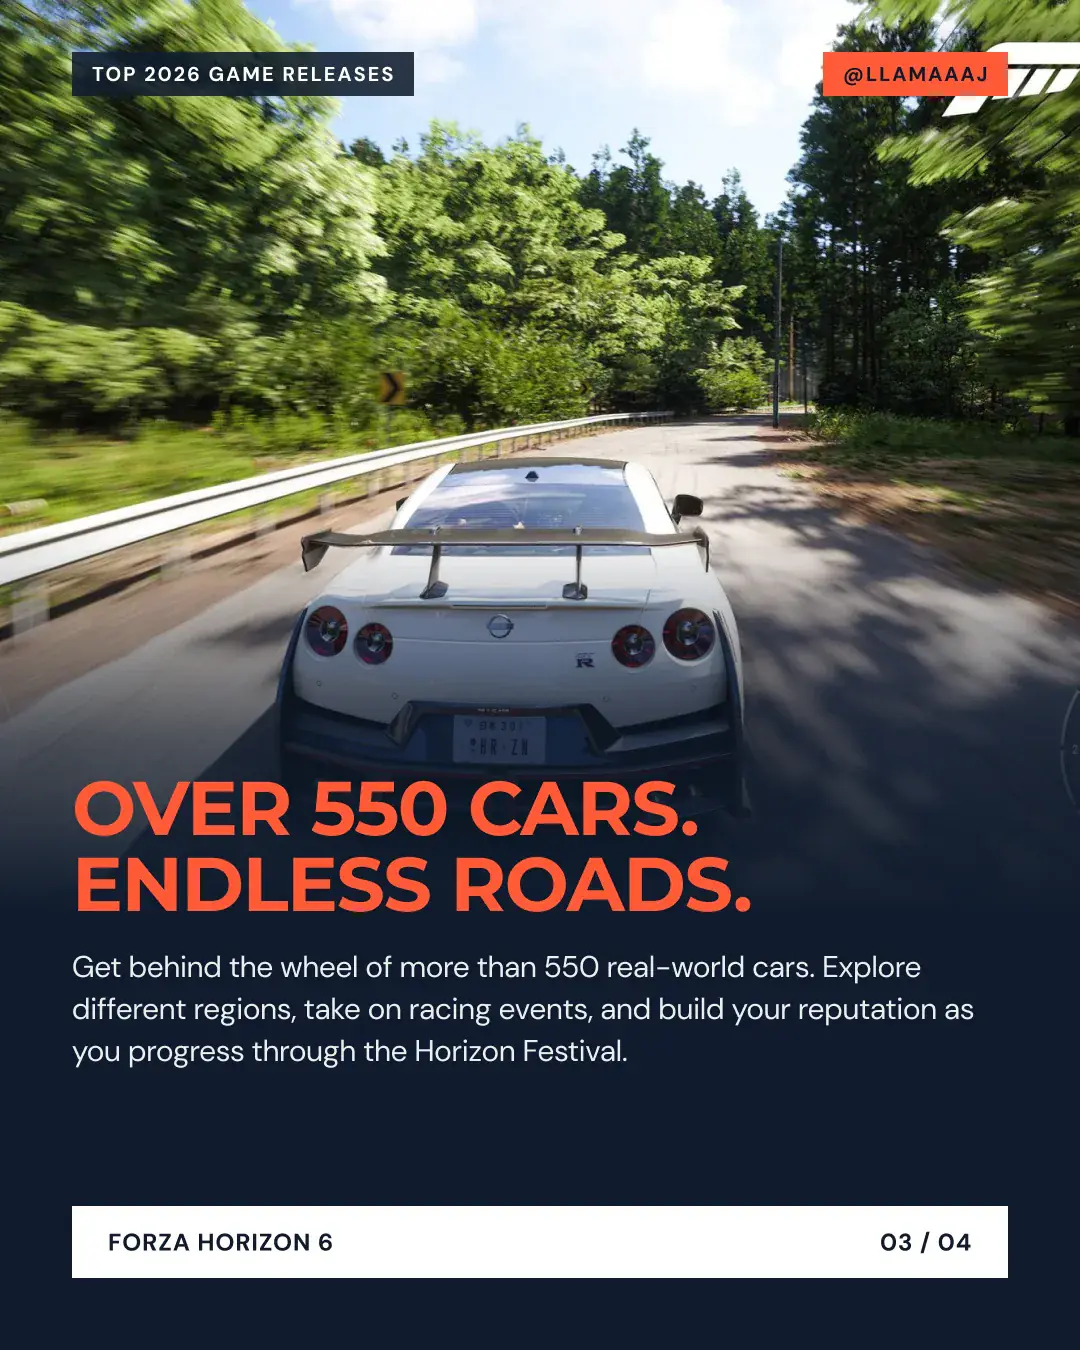 TOP 2026 GAME RELEASES
@LLAMAAAJ
R
HR-ZN
OVER 550 CARS.
ENDLESS ROADS.
Get behind the wheel of more than 550 real-world cars. Explore
different regions, take on racing events, and build your reputation as
you progress through the Horizon Festival.
FORZA HORIZON 6
03 / 04